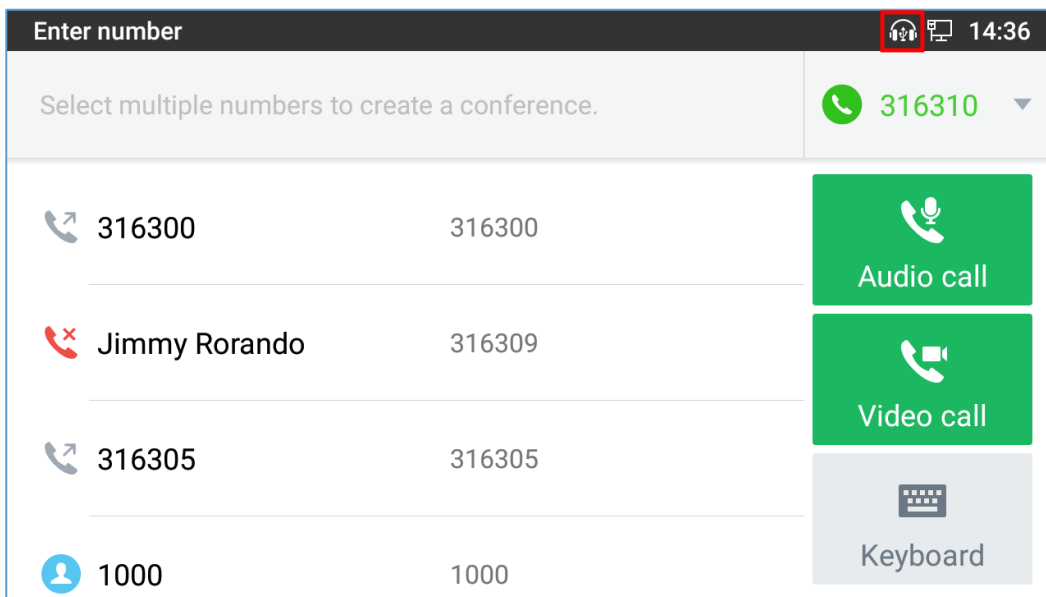 Enter number
14:36
Select multiple numbers to create a conference.
316310
316300 316300
Audio call
Jimmy Rorando 316309
Video call
316305 316305
Keyboard
1000 1000